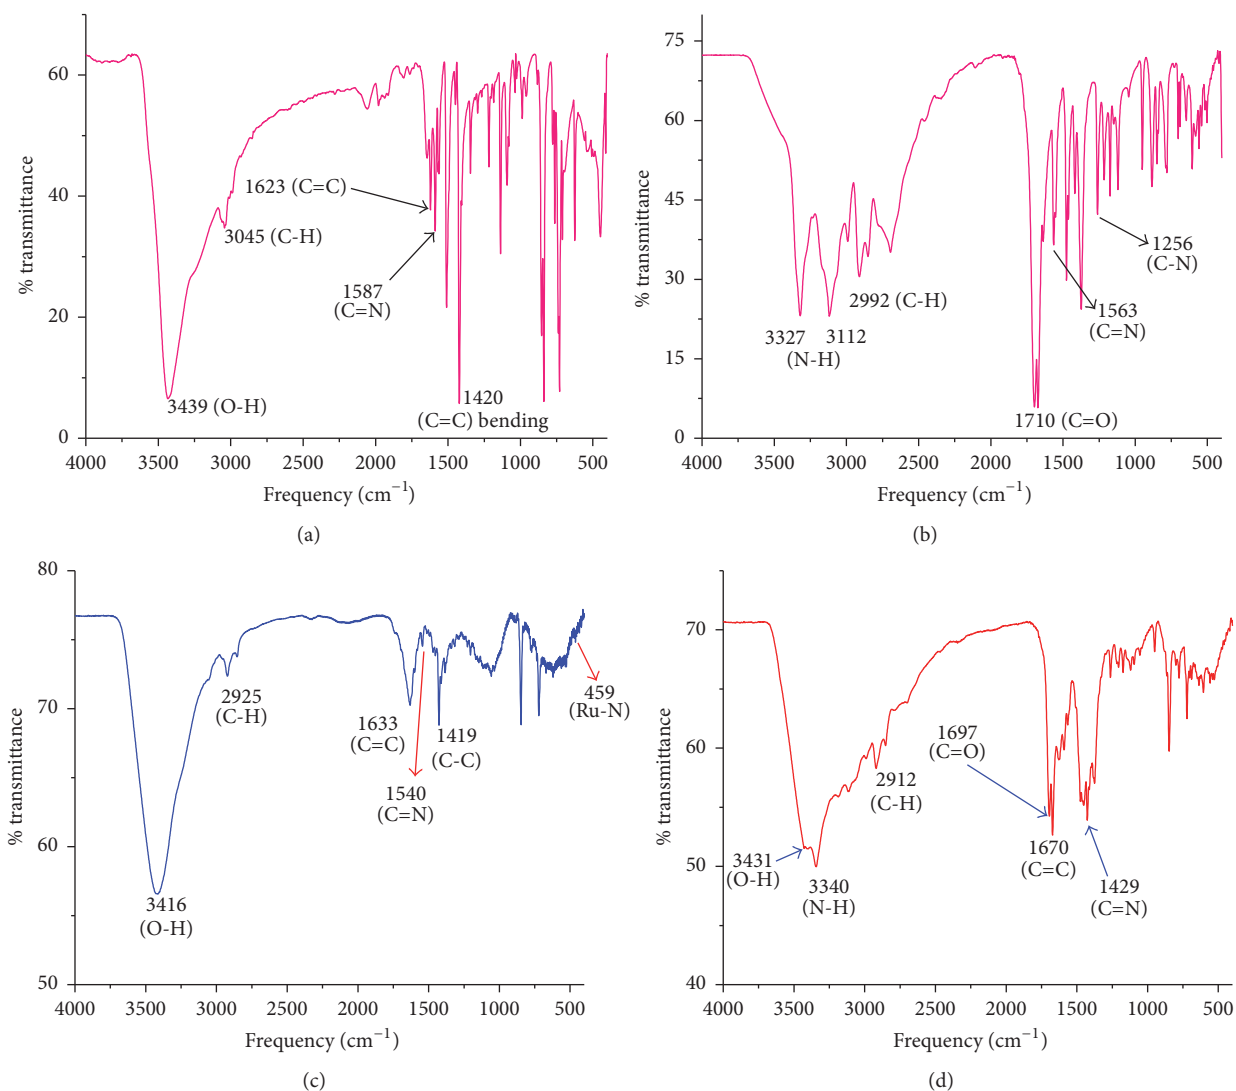 (a)
% transmittance
60
40
20
0
1623 (C=C)
3045 (C-H)
1587
(C=N)
3439 (O-H)
1420
(C=C) bending
4000 3500 3000 2500 2000 1500 1000 500
Frequency (cm⁻¹)
(a)
(b)
% transmittance
75
60
45
30
15
0
1256
(C-N)
2992 (C-H)
1563
(C=N)
3327 3112
(N-H)
1710 (C=O)
4000 3500 3000 2500 2000 1500 1000 500
Frequency (cm⁻¹)
(b)
(c)
% transmittance
80
70
60
50
2925
(C-H)
459
(Ru-N)
1633
(C=C)
1419
(C-C)
1540
(C=N)
3416
(O-H)
4000 3500 3000 2500 2000 1500 1000 500
Frequency (cm⁻¹)
(c)
(d)
% transmittance
70
60
50
40
1697
(C=O)
2912
(C-H)
3431
(O-H)
1670
(C=C)
3340
(N-H)
1429
(C=N)
4000 3500 3000 2500 2000 1500 1000 500
Frequency (cm⁻¹)
(d)